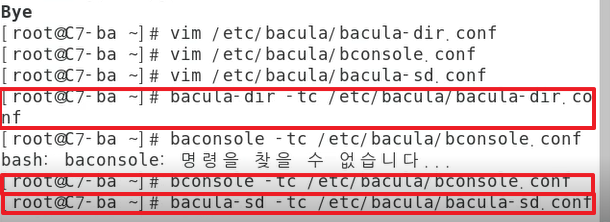 Bye
[root@C7-ba ~]# vim /etc/bacula/bacula-dir.conf
[root@C7-ba ~]# vim /etc/bacula/bconsole.conf
[root@C7-ba ~]# vim /etc/bacula/bacula-sd.conf
[root@C7-ba ~]# bacula-dir -tc /etc/bacula/bacula-dir.co
nf
[root@C7-ba ~]# baconsole -tc /etc/bacula/bconsole.conf
bash: baconsole: 명령을 찾을 수 없습니다...
[root@C7-ba ~]# bconsole -tc /etc/bacula/bconsole.conf
[root@C7-ba ~]# bacula-sd -tc /etc/bacula/bacula-sd.conf